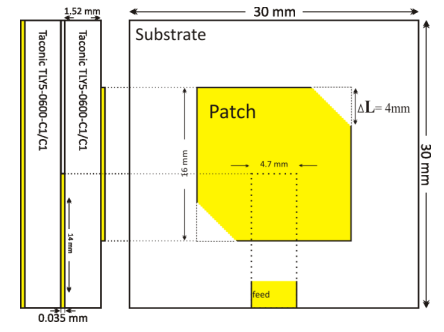 1.52 mm
30 mm
Substrate
Taconic TLY5-0600-C1/C1
Taconic TLY5-0600-C1/C1
Patch
ΔL= 4mm
4.7 mm
16 mm
30 mm
14 mm
feed
0.035 mm